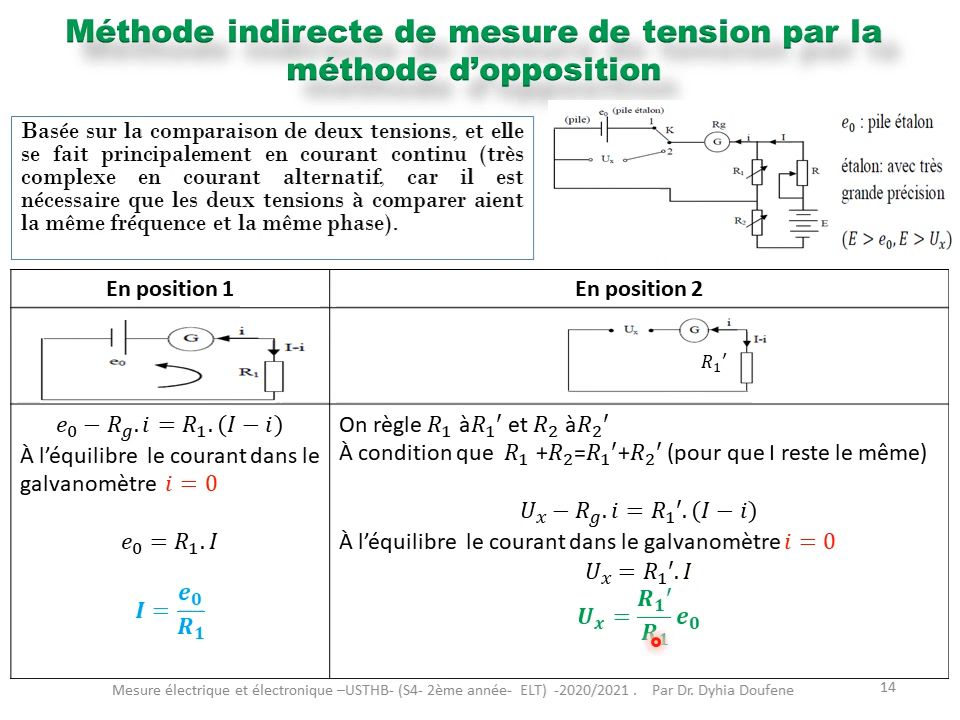 Méthode indirecte de mesure de tension par la
méthode d'opposition
Basée sur la comparaison de deux tensions, et elle
se fait principalement en courant continu (très
complexe en courant alternatif, car il est
nécessaire que les deux tensions à comparer aient
la même fréquence et la même phase).
(pile) e₀ (pile étalon)
1
K
2
Uₓ
Rg
G
i
I
R₁
R
R₂
E
e₀ : pile étalon
étalon: avec très
grande précision
(E > e₀, E > Uₓ)
En position 1
En position 2
e₀
G
i
I-i
R₁
Uₓ
G
i
I-i
R₁′
e₀ − R_g. i = R₁. (I − i)
À l'équilibre le courant dans le
galvanomètre i = 0
e₀ = R₁. I
I = e₀/R₁
On règle R₁ àR₁′ et R₂ àR₂′
À condition que R₁ +R₂=R₁′+R₂′ (pour que I reste le même)
Uₓ − R_g. i = R₁′. (I − i)
À l'équilibre le courant dans le galvanomètre i = 0
Uₓ = R₁′. I
Uₓ = R₁′/R₁ e₀
Mesure électrique et électronique –USTHB- (S4- 2ème année- ELT) -2020/2021 . Par Dr. Dyhia Doufene
14